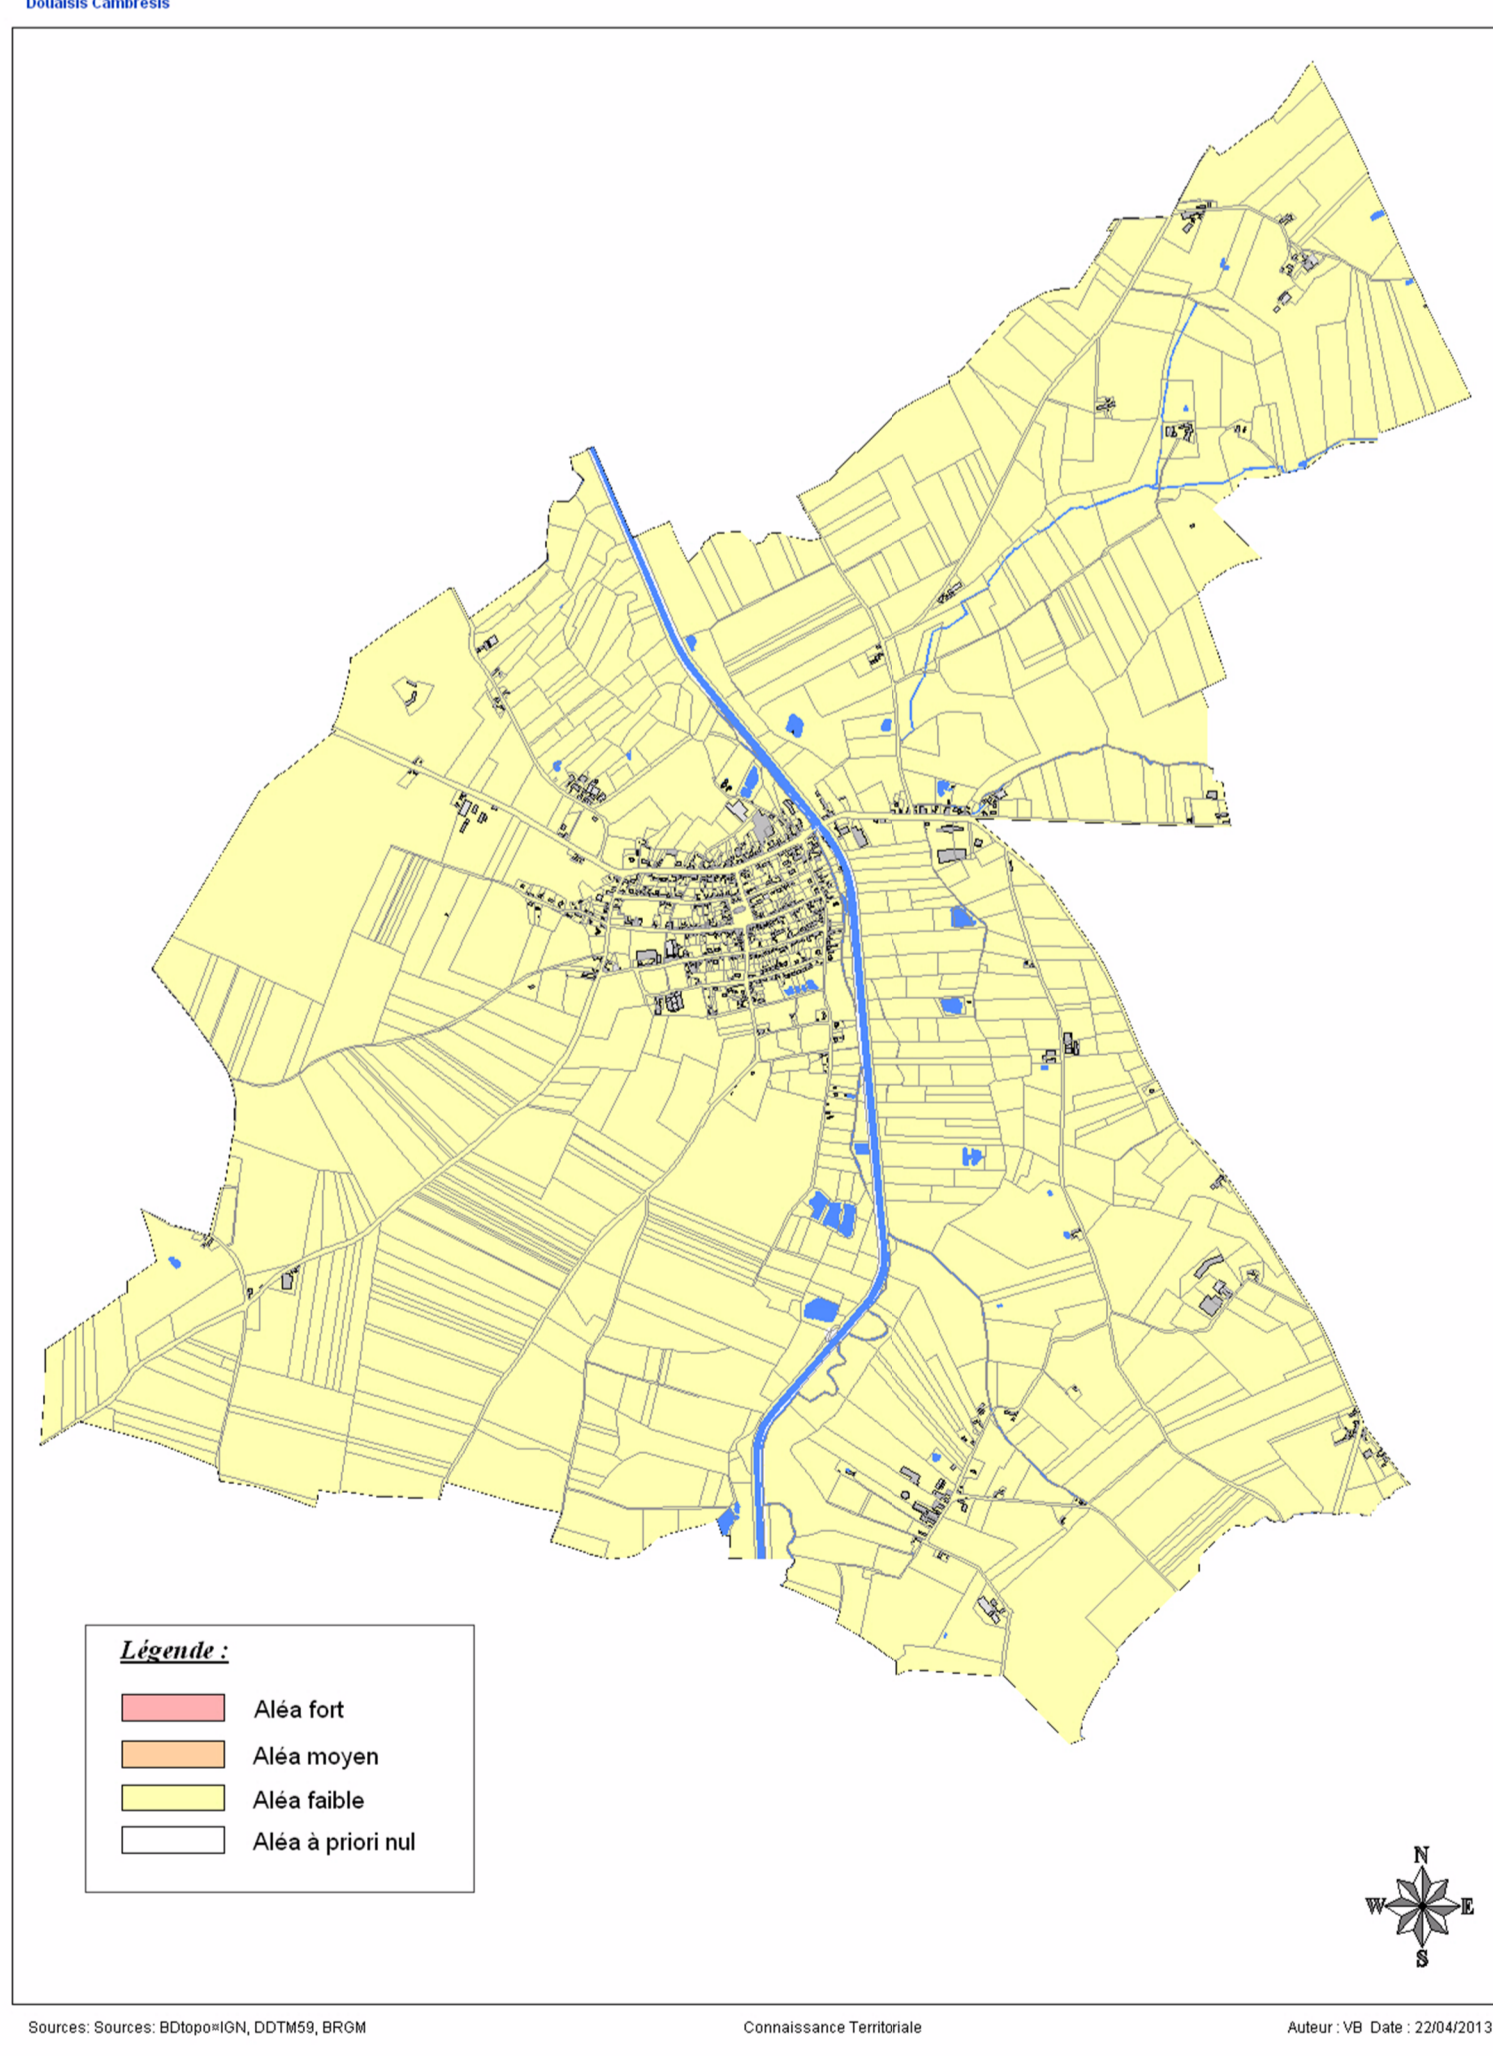 Douaisis Cambrésis
Légende :
Aléa fort
Aléa moyen
Aléa faible
Aléa à priori nul
N
W E
S
Sources: Sources: BDtopo¤IGN, DDTM59, BRGM
Connaissance Territoriale
Auteur : VB Date : 22/04/2013